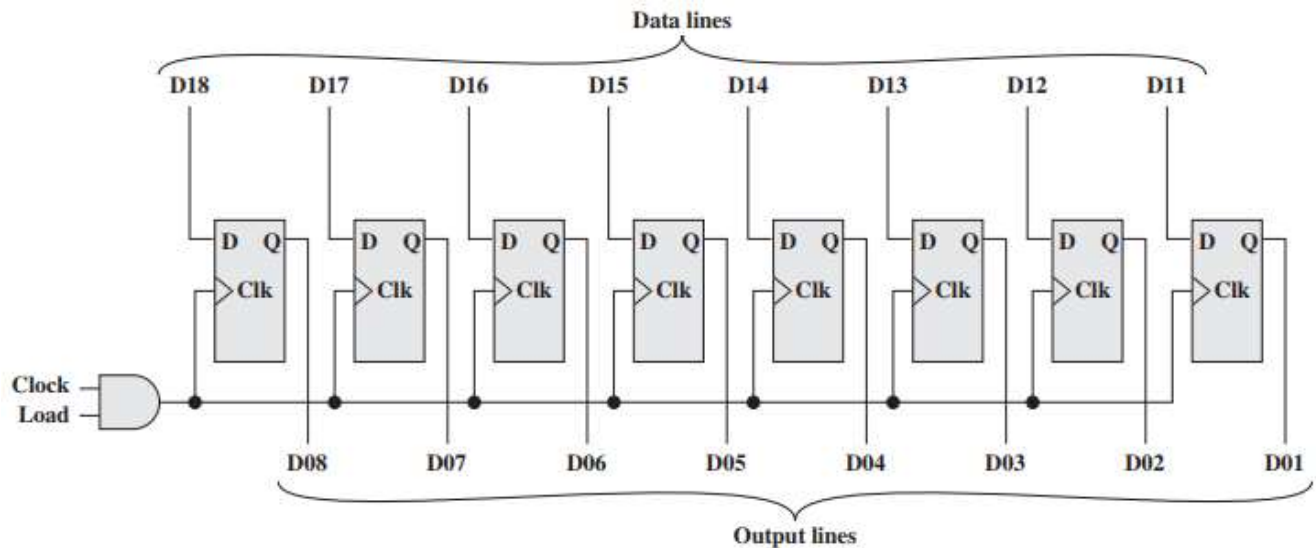 Data lines
D18 D17 D16 D15 D14 D13 D12 D11
D Q D Q D Q D Q D Q D Q D Q D Q
Clk Clk Clk Clk Clk Clk Clk Clk
Clock
Load
D08 D07 D06 D05 D04 D03 D02 D01
Output lines